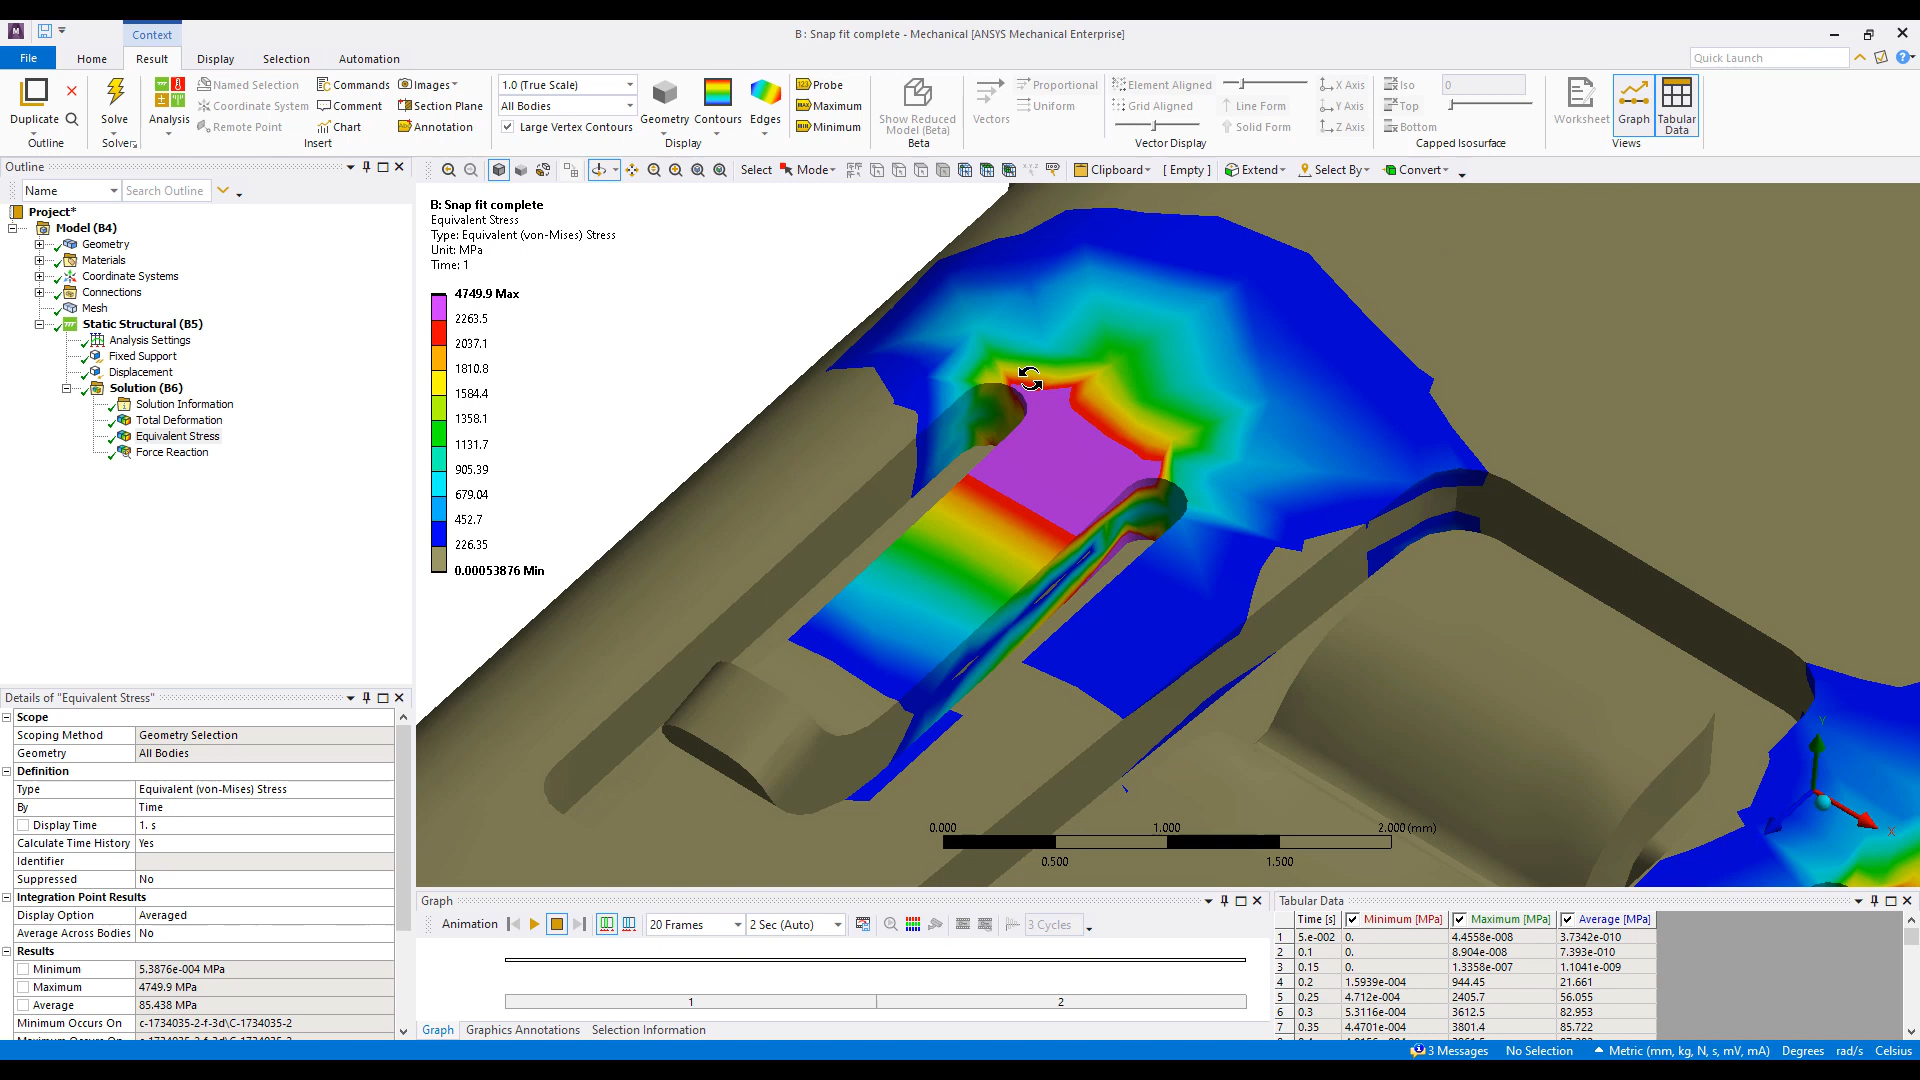 Context
B : Snap fit complete - Mechanical [ANSYS Mechanical Enterprise]
File Home Result Display Selection Automation
Quick Launch
Duplicate
Outline
Solve
Solver
Analysis
Named Selection
Coordinate System
Remote Point
Commands
Comment
Chart
Images
Section Plane
Annotation
Insert
1.0 (True Scale)
All Bodies
Large Vertex Contours
Geometry Contours Edges
Display
Probe
Maximum
Minimum
Show Reduced
Model (Beta)
Beta
Vectors
Proportional
Uniform
Element Aligned
Grid Aligned
Line Form
Solid Form
X Axis
Y Axis
Z Axis
Vector Display
Iso
Top
Bottom
0
Capped Isosurface
Worksheet Graph Tabular
Data
Views
Outline
Name Search Outline
Select Mode Clipboard [ Empty ] Extend Select By Convert
Project*
Model (B4)
Geometry
Materials
Coordinate Systems
Connections
Mesh
Static Structural (B5)
Analysis Settings
Fixed Support
Displacement
Solution (B6)
Solution Information
Total Deformation
Equivalent Stress
Force Reaction
B: Snap fit complete
Equivalent Stress
Type: Equivalent (von-Mises) Stress
Unit: MPa
Time: 1
4749.9 Max
2263.5
2037.1
1810.8
1584.4
1358.1
1131.7
905.39
679.04
452.7
226.35
0.00053876 Min
0.000 1.000 2.000 (mm)
0.500 1.500
Y
X
Details of "Equivalent Stress"
Scope
Scoping Method Geometry Selection
Geometry All Bodies
Definition
Type Equivalent (von-Mises) Stress
By Time
Display Time 1. s
Calculate Time History Yes
Identifier
Suppressed No
Integration Point Results
Display Option Averaged
Average Across Bodies No
Results
Minimum 5.3876e-004 MPa
Maximum 4749.9 MPa
Average 85.438 MPa
Minimum Occurs On c-1734035-2-f-3d\C-1734035-2
Graph
Animation 20 Frames 2 Sec (Auto) 3 Cycles
1 2
Graph Graphics Annotations Selection Information
Tabular Data
Time [s] Minimum [MPa] Maximum [MPa] Average [MPa]
1 5.e-002 0. 4.4558e-008 3.7342e-010
2 0.1 0. 8.904e-008 7.393e-010
3 0.15 0. 1.3358e-007 1.1041e-009
4 0.2 1.5939e-004 944.45 21.661
5 0.25 4.712e-004 2405.7 56.055
6 0.3 5.3116e-004 3612.5 82.953
7 0.35 4.4701e-004 3801.4 85.722
3 Messages No Selection Metric (mm, kg, N, s, mV, mA) Degrees rad/s Celsius